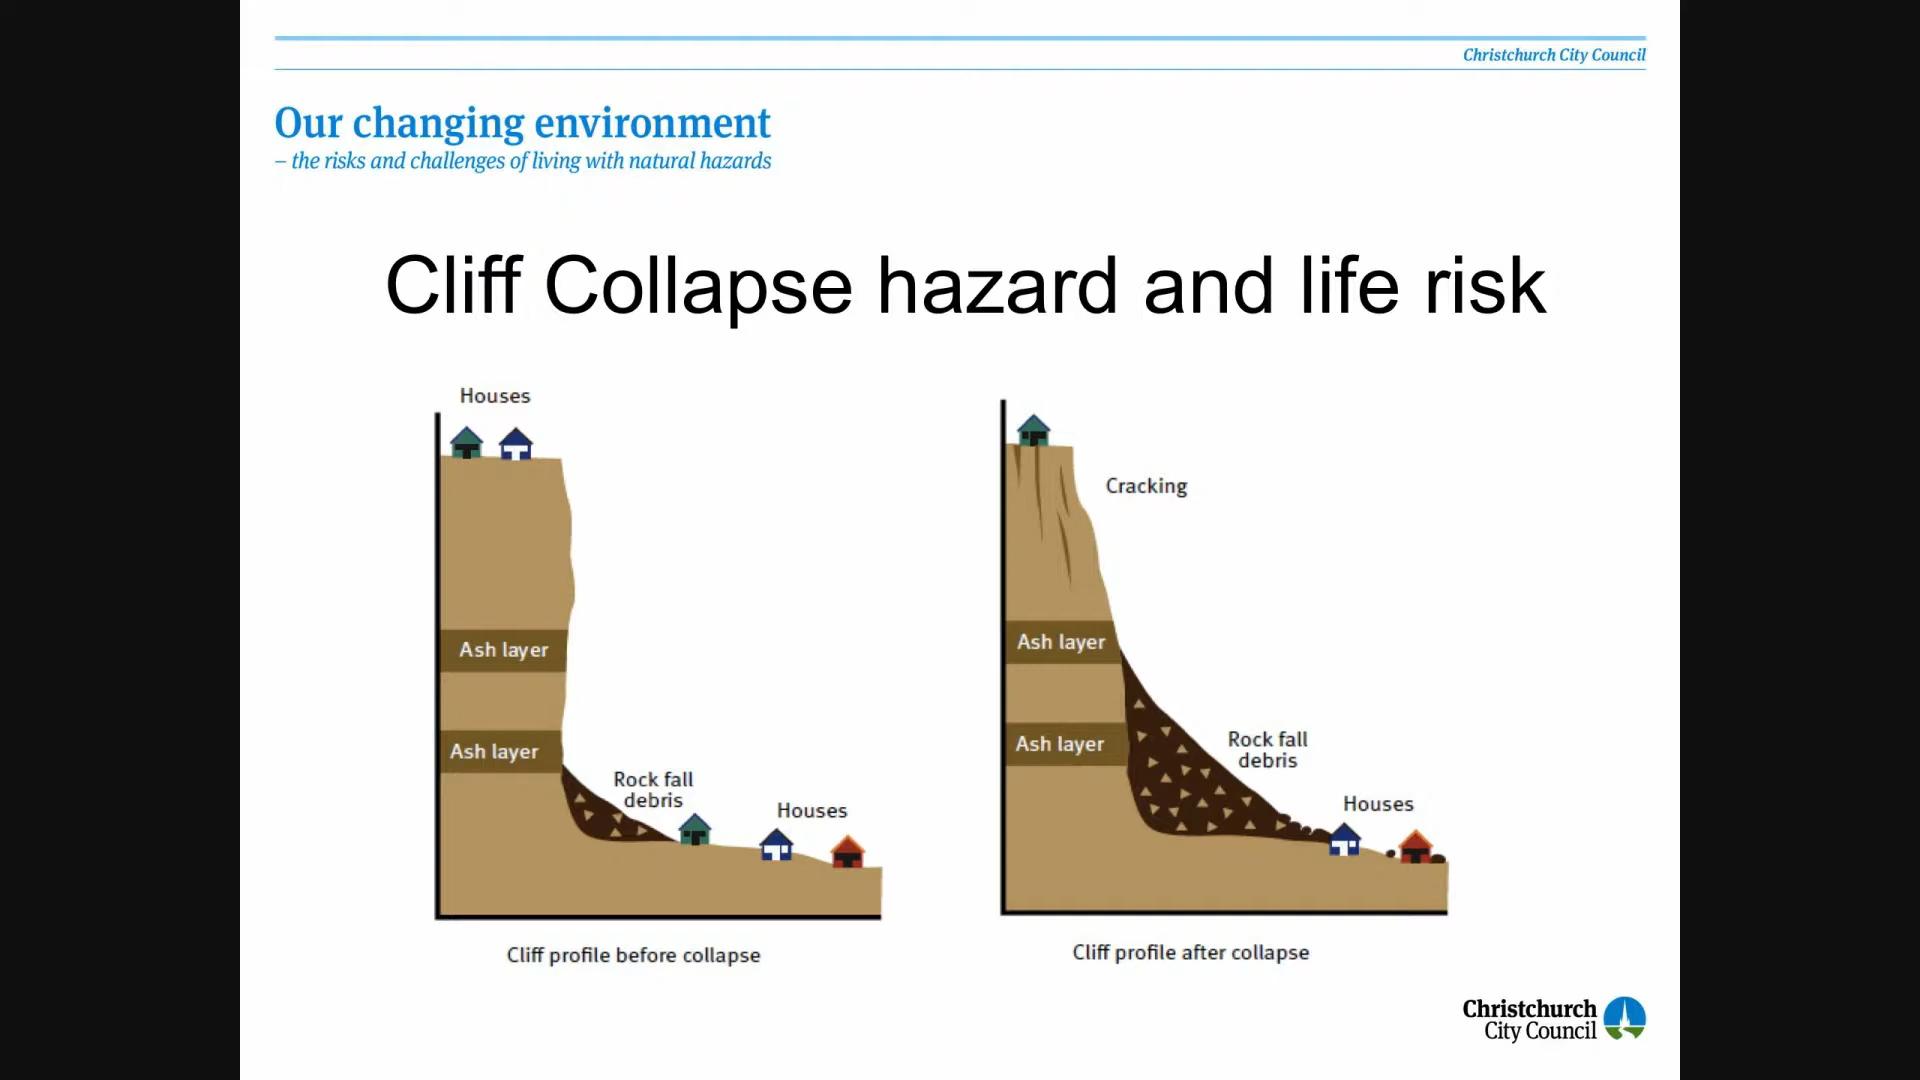 Christchurch City Council
Our changing environment
– the risks and challenges of living with natural hazards
Cliff Collapse hazard and life risk
Houses
Ash layer
Ash layer
Rock fall
debris
Houses
Cliff profile before collapse
Cracking
Ash layer
Ash layer
Rock fall
debris
Houses
Cliff profile after collapse
Christchurch
City Council